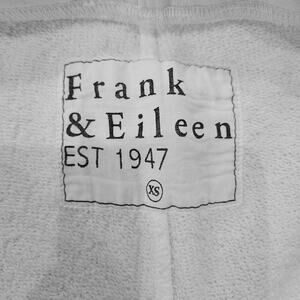 Frank
& Eileen
EST 1947
XS